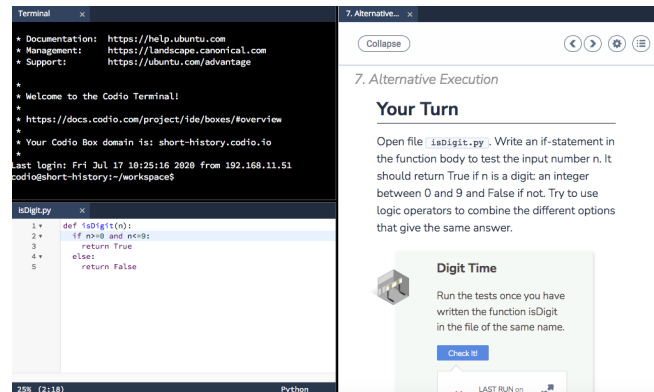 Terminal x
* Documentation: https://help.ubuntu.com
* Management: https://landscape.canonical.com
* Support: https://ubuntu.com/advantage
*
* Welcome to the Codio Terminal!
*
* https://docs.codio.com/project/ide/boxes/#overview
*
* Your Codio Box domain is: short-history.codio.io
*
Last login: Fri Jul 17 10:25:16 2020 from 192.168.11.51
codio@short-history:~/workspace$
isDigit.py x
1 def isDigit(n):
2 if n>=0 and n<=9:
3 return True
4 else:
5 return False
25% (2:18) Python
7. Alternative... x
Collapse
7. Alternative Execution
Your Turn
Open file isDigit.py . Write an if-statement in
the function body to test the input number n. It
should return True if n is a digit: an integer
between 0 and 9 and False if not. Try to use
logic operators to combine the different options
that give the same answer.
Digit Time
Run the tests once you have
written the function isDigit
in the file of the same name.
Check It!
LAST RUN on